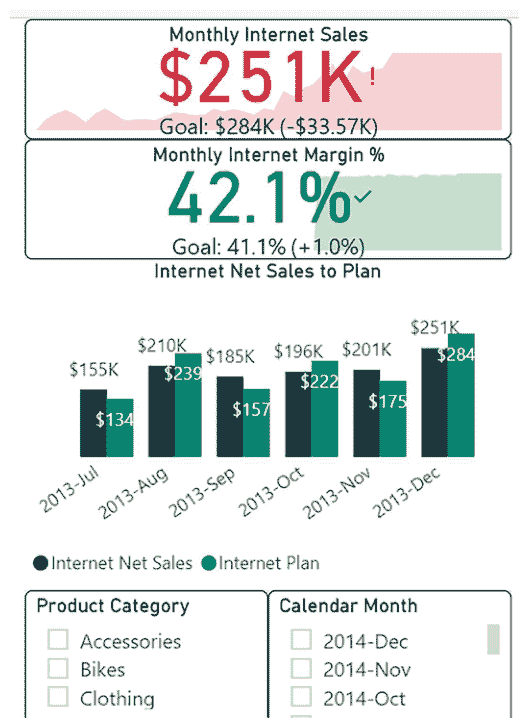 Monthly Internet Sales
$251K!
Goal: $284K (-$33.57K)
Monthly Internet Margin %
42.1%✓
Goal: 41.1% (+1.0%)
Internet Net Sales to Plan
$155K $134 $210K $239 $185K $157 $196K $222 $201K $175 $251K $284
2013-Jul 2013-Aug 2013-Sep 2013-Oct 2013-Nov 2013-Dec
Internet Net Sales Internet Plan
Product Category
Accessories
Bikes
Clothing
Calendar Month
2014-Dec
2014-Nov
2014-Oct